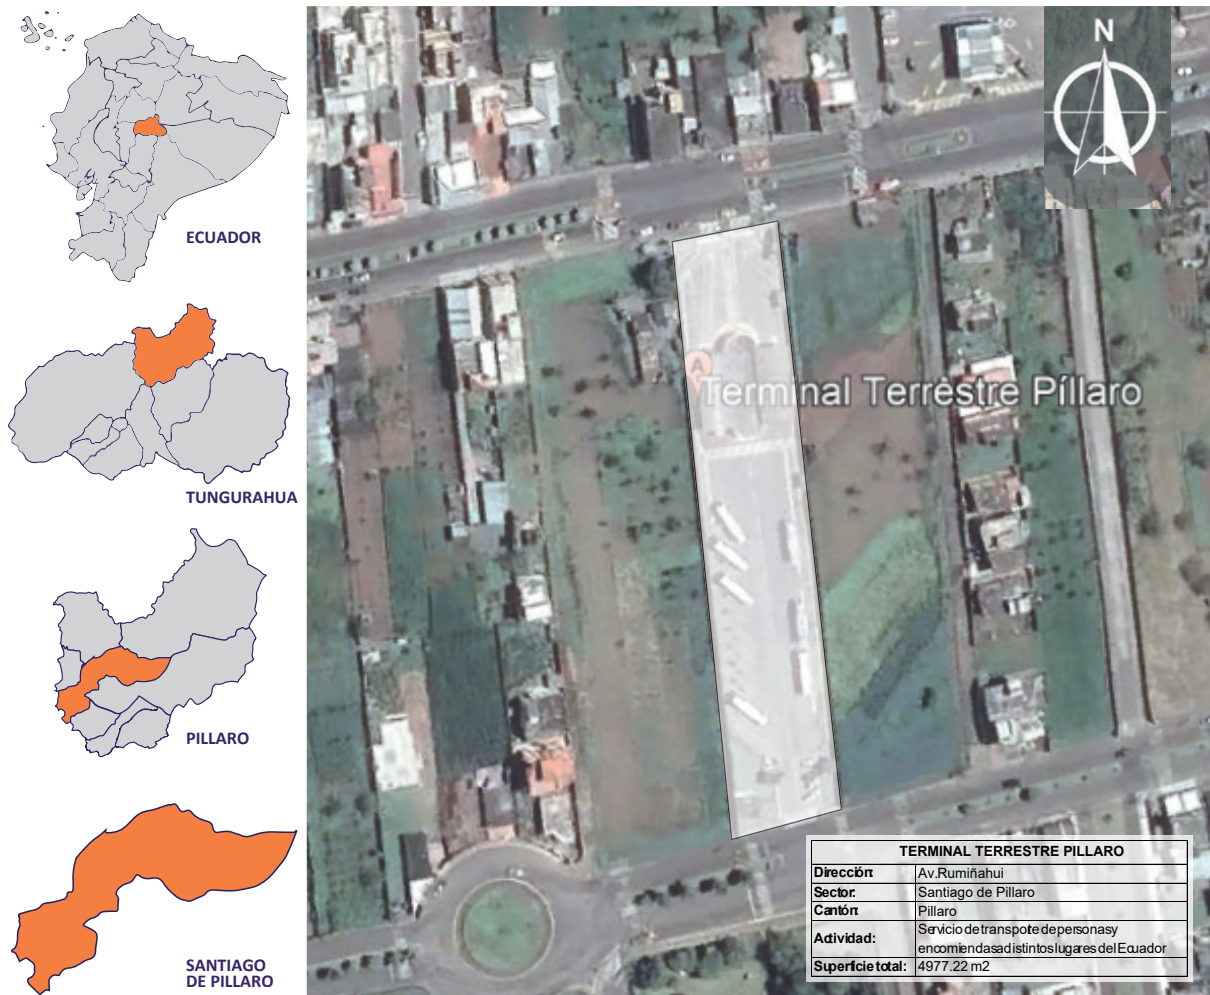 ECUADOR
TUNGURAHUA
PILLARO
SANTIAGO
DE PILLARO
N
A
Terminal Terrestre Píllaro
TERMINAL TERRESTRE PILLARO
Dirección: Av.Rumiñahui
Sector: Santiago de Pillaro
Cantón: Pillaro
Actividad: Servicio de transporte de personas y
encomiendas a distintos lugares del Ecuador
Superficie total: 4977.22 m2